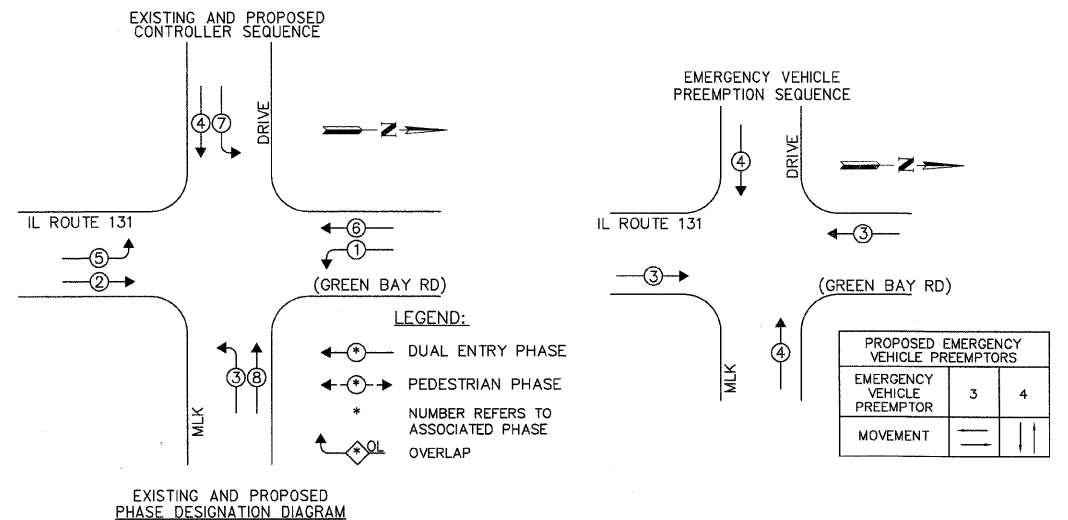 EXISTING AND PROPOSED
CONTROLLER SEQUENCE
4
7
DRIVE
N
IL ROUTE 131
6
5
1
2
(GREEN BAY RD)
3
8
MLK
LEGEND:
* DUAL ENTRY PHASE
* PEDESTRIAN PHASE
* NUMBER REFERS TO
ASSOCIATED PHASE
* OL OVERLAP
EXISTING AND PROPOSED
PHASE DESIGNATION DIAGRAM
EMERGENCY VEHICLE
PREEMPTION SEQUENCE
4
DRIVE
N
IL ROUTE 131
3
3
(GREEN BAY RD)
4
MLK
PROPOSED EMERGENCY
VEHICLE PREEMPTORS
EMERGENCY
VEHICLE
PREEMPTOR
3
4
MOVEMENT